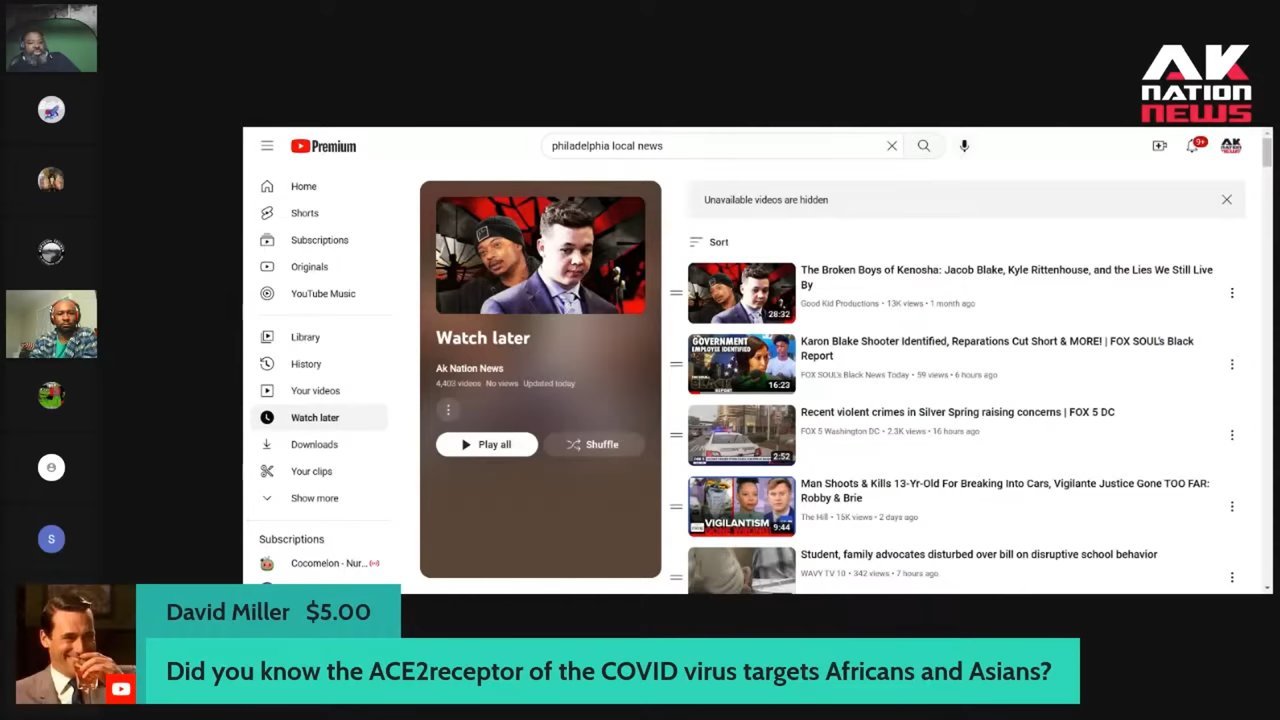 AK
NATION
NEWS
Premium
philadelphia local news
9+
Home
Shorts
Subscriptions
Originals
YouTube Music
Library
History
Your videos
Watch later
Downloads
Your clips
Show more
Subscriptions
Cocomelon - Nur...
Watch later
Ak Nation News
4,403 videos No views Updated today
Play all
Shuffle
Unavailable videos are hidden
Sort
28:32
The Broken Boys of Kenosha: Jacob Blake, Kyle Rittenhouse, and the Lies We Still Live
By
Good Kid Productions • 13K views • 1 month ago
GOVERNMENT
EMPLOYEE IDENTIFIED
16:23
Karon Blake Shooter Identified, Reparations Cut Short & MORE! | FOX SOUL's Black
Report
FOX SOUL's Black News Today • 59 views • 6 hours ago
2:52
Recent violent crimes in Silver Spring raising concerns | FOX 5 DC
FOX 5 Washington DC • 2.3K views • 16 hours ago
VIGILANTISM
9:44
Man Shoots & Kills 13-Yr-Old For Breaking Into Cars, Vigilante Justice Gone TOO FAR:
Robby & Brie
The Hill • 15K views • 2 days ago
Student, family advocates disturbed over bill on disruptive school behavior
WAVY TV 10 • 342 views • 7 hours ago
S
David Miller $5.00
Did you know the ACE2receptor of the COVID virus targets Africans and Asians?